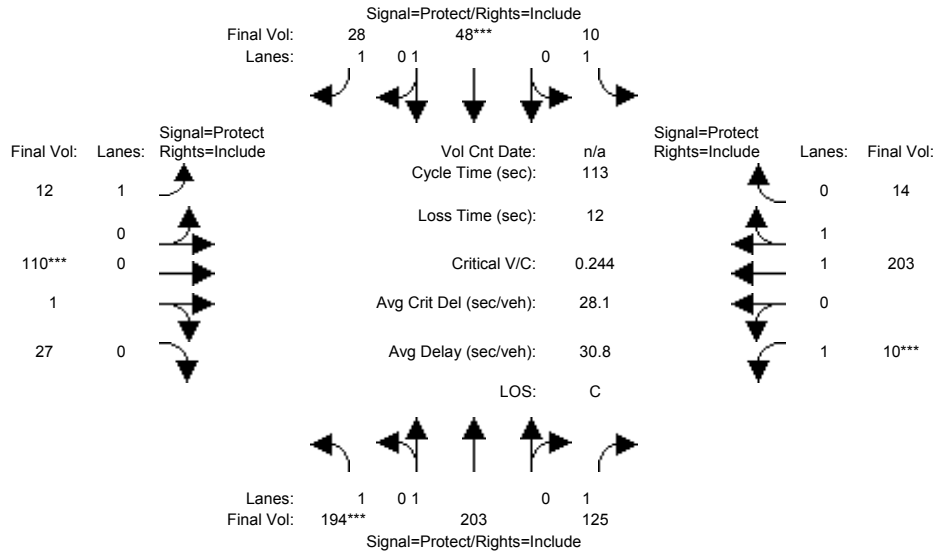 Signal=Protect/Rights=Include
Final Vol: 28 48*** 10
Lanes: 1 0 1 0 1
Signal=Protect
Rights=Include
Final Vol: Lanes:
12 1
0
110*** 0
1
27 0
Vol Cnt Date: n/a
Cycle Time (sec): 113
Loss Time (sec): 12
Critical V/C: 0.244
Avg Crit Del (sec/veh): 28.1
Avg Delay (sec/veh): 30.8
LOS: C
Signal=Protect
Rights=Include
Lanes: Final Vol:
0 14
1
1 203
0
1 10***
Lanes: 1 0 1 0 1
Final Vol: 194*** 203 125
Signal=Protect/Rights=Include